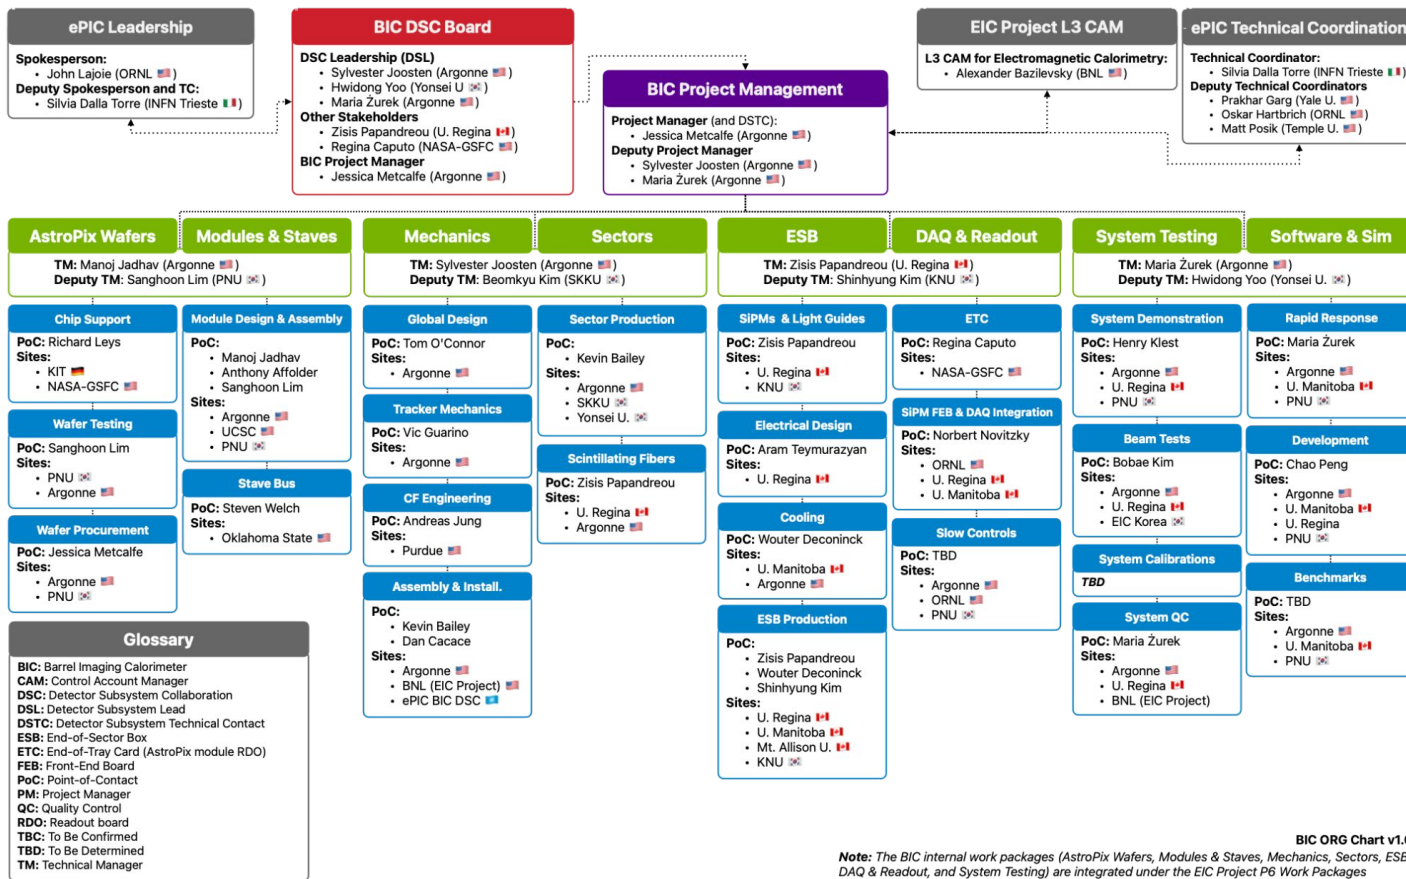 ePIC Leadership
Spokesperson:
• John Lajoie (ORNL)
Deputy Spokesperson and TC:
• Silvia Dalla Torre (INFN Trieste)
BIC DSC Board
DSC Leadership (DSL)
• Sylvester Joosten (Argonne)
• Hwidong Yoo (Yonsei U)
• Maria Żurek (Argonne)
Other Stakeholders
• Zisis Papandreou (U. Regina)
• Regina Caputo (NASA-GSFC)
BIC Project Manager
• Jessica Metcalfe (Argonne)
BIC Project Management
Project Manager (and DSTC):
• Jessica Metcalfe (Argonne)
Deputy Project Manager
• Sylvester Joosten (Argonne)
• Maria Żurek (Argonne)
EIC Project L3 CAM
L3 CAM for Electromagnetic Calorimetry:
• Alexander Bazilevsky (BNL)
ePIC Technical Coordination
Technical Coordinator:
• Silvia Dalla Torre (INFN Trieste)
Deputy Technical Coordinators
• Prakhar Garg (Yale U.)
• Oskar Hartbrich (ORNL)
• Matt Posik (Temple U.)
AstroPix Wafers
Modules & Staves
TM: Manoj Jadhav (Argonne)
Deputy TM: Sanghoon Lim (PNU)
Chip Support
PoC: Richard Leys
Sites:
• KIT
• NASA-GSFC
Wafer Testing
PoC: Sanghoon Lim
Sites:
• PNU
• Argonne
Wafer Procurement
PoC: Jessica Metcalfe
Sites:
• Argonne
• PNU
Module Design & Assembly
PoC:
• Manoj Jadhav
• Anthony Affolder
• Sanghoon Lim
Sites:
• Argonne
• UCSC
• PNU
Stave Bus
PoC: Steven Welch
Sites:
• Oklahoma State
Mechanics
Sectors
TM: Sylvester Joosten (Argonne)
Deputy TM: Beomkyu Kim (SKKU)
Global Design
PoC: Tom O'Connor
Sites:
• Argonne
Tracker Mechanics
PoC: Vic Guarino
Sites:
• Argonne
CF Engineering
PoC: Andreas Jung
Sites:
• Purdue
Assembly & Install.
PoC:
• Kevin Bailey
• Dan Cacace
Sites:
• Argonne
• BNL (EIC Project)
• ePIC BIC DSC
Sector Production
PoC:
• Kevin Bailey
Sites:
• Argonne
• SKKU
• Yonsei U.
Scintillating Fibers
PoC: Zisis Papandreou
Sites:
• U. Regina
• Argonne
ESB
DAQ & Readout
TM: Zisis Papandreou (U. Regina)
Deputy TM: Shinhyung Kim (KNU)
SiPMs & Light Guides
PoC: Zisis Papandreou
Sites:
• U. Regina
• KNU
Electrical Design
PoC: Aram Teymurazyan
Sites:
• U. Regina
Cooling
PoC: Wouter Deconinck
Sites:
• U. Manitoba
• Argonne
ESB Production
PoC:
• Zisis Papandreou
• Wouter Deconinck
• Shinhyung Kim
Sites:
• U. Regina
• U. Manitoba
• Mt. Allison U.
• KNU
ETC
PoC: Regina Caputo
Sites:
• NASA-GSFC
SiPM FEB & DAQ Integration
PoC: Norbert Novitzky
Sites:
• ORNL
• U. Regina
• U. Manitoba
Slow Controls
PoC: TBD
Sites:
• Argonne
• ORNL
• PNU
System Testing
Software & Sim
TM: Maria Żurek (Argonne)
Deputy TM: Hwidong Yoo (Yonsei U.)
System Demonstration
PoC: Henry Klest
Sites:
• Argonne
• U. Regina
• PNU
Beam Tests
PoC: Bobae Kim
Sites:
• Argonne
• U. Regina
• EIC Korea
System Calibrations
TBD
System QC
PoC: Maria Żurek
Sites:
• Argonne
• U. Regina
• BNL (EIC Project)
Rapid Response
PoC: Maria Żurek
Sites:
• Argonne
• U. Manitoba
• PNU
Development
PoC: Chao Peng
Sites:
• Argonne
• U. Manitoba
• U. Regina
• PNU
Benchmarks
PoC: TBD
Sites:
• Argonne
• U. Manitoba
• PNU
Glossary
BIC: Barrel Imaging Calorimeter
CAM: Control Account Manager
DSC: Detector Subsystem Collaboration
DSL: Detector Subsystem Lead
DSTC: Detector Subsystem Technical Contact
ESB: End-of-Sector Box
ETC: End-of-Tray Card (AstroPix module RDO)
FEB: Front-End Board
PoC: Point-of-Contact
PM: Project Manager
QC: Quality Control
RDO: Readout board
TBC: To Be Confirmed
TBD: To Be Determined
TM: Technical Manager
BIC ORG Chart
Note: The BIC internal work packages (AstroPix Wafers, Modules & Staves, Mechanics, Sectors, ESB
DAQ & Readout, and System Testing) are integrated under the EIC Project P6 Work Packages